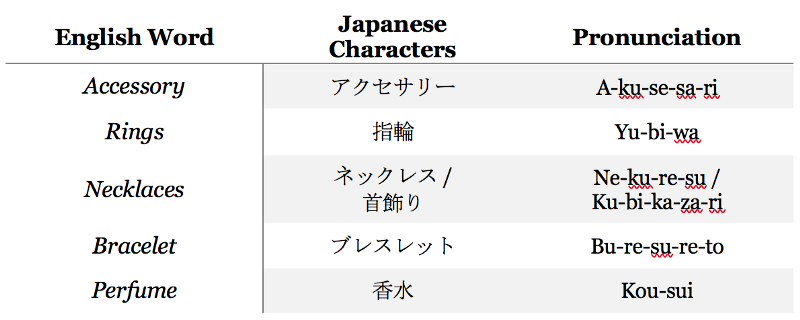 English Word Japanese Characters Pronunciation
Accessory アクセサリー A-ku-se-sa-ri
Rings 指輪 Yu-bi-wa
Necklaces ネックレス / 首飾り Ne-ku-re-su / Ku-bi-ka-za-ri
Bracelet ブレスレット Bu-re-su-re-to
Perfume 香水 Kou-sui